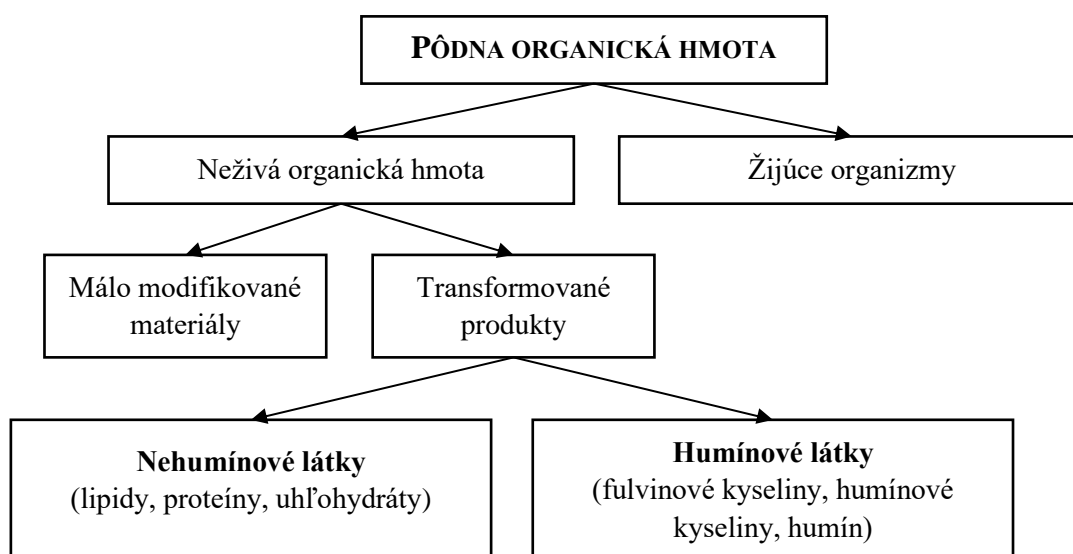 PÔDNA ORGANICKÁ HMOTA
Neživá organická hmota
Žijúce organizmy
Málo modifikované
materiály
Transformované
produkty
Nehumínové látky
(lipidy, proteíny, uhľohydráty)
Humínové látky
(fulvinové kyseliny, humínové
kyseliny, humín)